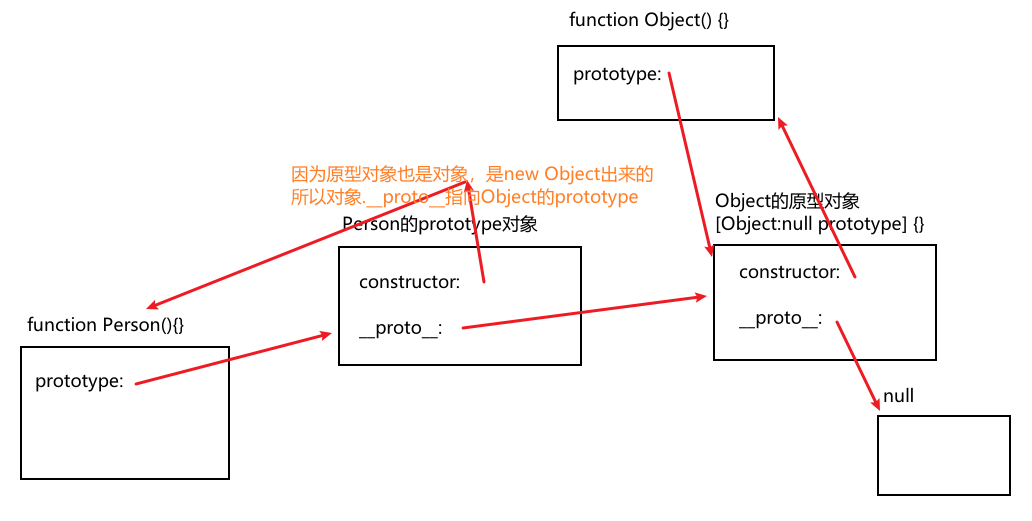 function Object() {}
prototype:
因为原型对象也是对象，是new Object出来的
所以对象.__proto__指向Object的prototype
Person的prototype对象
constructor:
__proto__:
Object的原型对象
[Object:null prototype] {}
constructor:
__proto__:
function Person(){}
prototype:
null